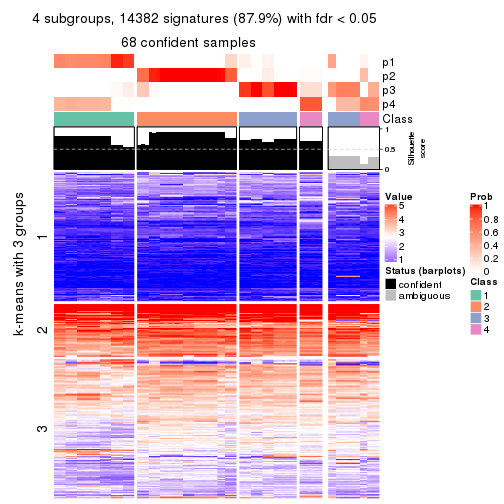 4 subgroups, 14382 signatures (87.9%) with fdr < 0.05
68 confident samples
p1
p2
p3
p4
Class
1
0.5
0
Silhouette
score
k-means with 3 groups
1
2
3
Value
5
4
3
2
1
Status (barplots)
confident
ambiguous
Prob
1
0.8
0.6
0.4
0.2
0
Class
1
2
3
4